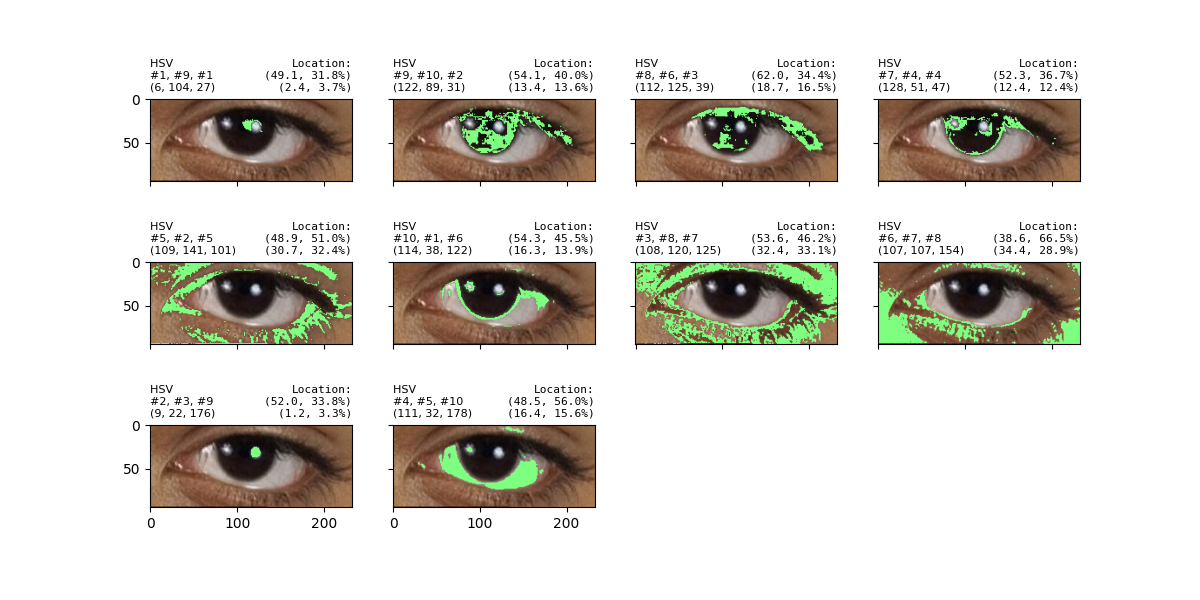 HSV Location:
#1, #9, #1 (49.1, 31.8%)
(6, 104, 27) (2.4, 3.7%)
HSV Location:
#9, #10, #2 (54.1, 40.0%)
(122, 89, 31) (13.4, 13.6%)
HSV Location:
#8, #6, #3 (62.0, 34.4%)
(112, 125, 39) (18.7, 16.5%)
HSV Location:
#7, #4, #4 (52.3, 36.7%)
(128, 51, 47) (12.4, 12.4%)
0
50
HSV Location:
#5, #2, #5 (48.9, 51.0%)
(109, 141, 101) (30.7, 32.4%)
HSV Location:
#10, #1, #6 (54.3, 45.5%)
(114, 38, 122) (16.3, 13.9%)
HSV Location:
#3, #8, #7 (53.6, 46.2%)
(108, 120, 125) (32.4, 33.1%)
HSV Location:
#6, #7, #8 (38.6, 66.5%)
(107, 107, 154) (34.4, 28.9%)
0
50
HSV Location:
#2, #3, #9 (52.0, 33.8%)
(9, 22, 176) (1.2, 3.3%)
HSV Location:
#4, #5, #10 (48.5, 56.0%)
(111, 32, 178) (16.4, 15.6%)
0
50
0 100 200
0 100 200